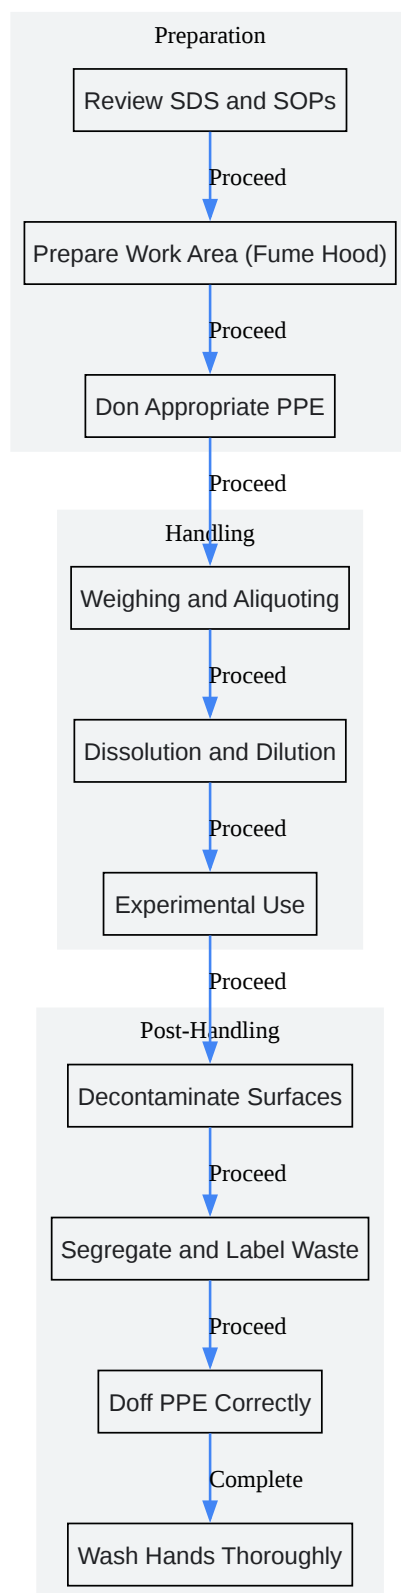 Preparation
Review SDS and SOPs
Proceed
Prepare Work Area (Fume Hood)
Proceed
Don Appropriate PPE
Proceed
Handling
Weighing and Aliquoting
Proceed
Dissolution and Dilution
Proceed
Experimental Use
Proceed
Post-Handling
Decontaminate Surfaces
Proceed
Segregate and Label Waste
Proceed
Doff PPE Correctly
Complete
Wash Hands Thoroughly